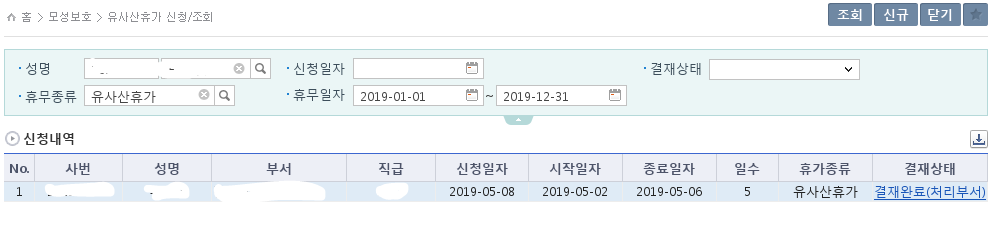 홈 > 모성보호 > 유사산휴가 신청/조회
조회 신규 닫기
성명 신청일자 결재상태
휴무종류 유사산휴가 휴무일자 2019-01-01 ~ 2019-12-31
신청내역
No. 사번 성명 부서 직급 신청일자 시작일자 종료일자 일수 휴가종류 결재상태
1 2019-05-08 2019-05-02 2019-05-06 5 유사산휴가 결재완료(처리부서)